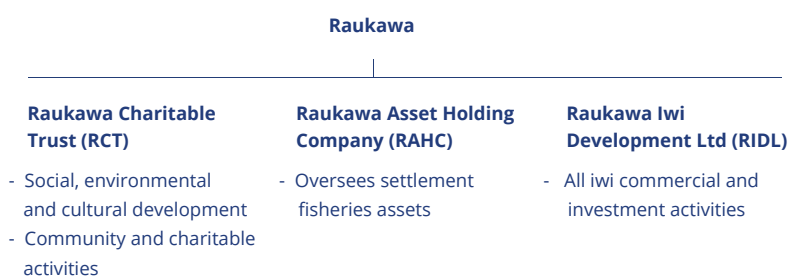 Raukawa
Raukawa Charitable
Trust (RCT)
- Social, environmental
and cultural development
- Community and charitable
activities
Raukawa Asset Holding
Company (RAHC)
- Oversees settlement
fisheries assets
Raukawa Iwi
Development Ltd (RIDL)
- All iwi commercial and
investment activities